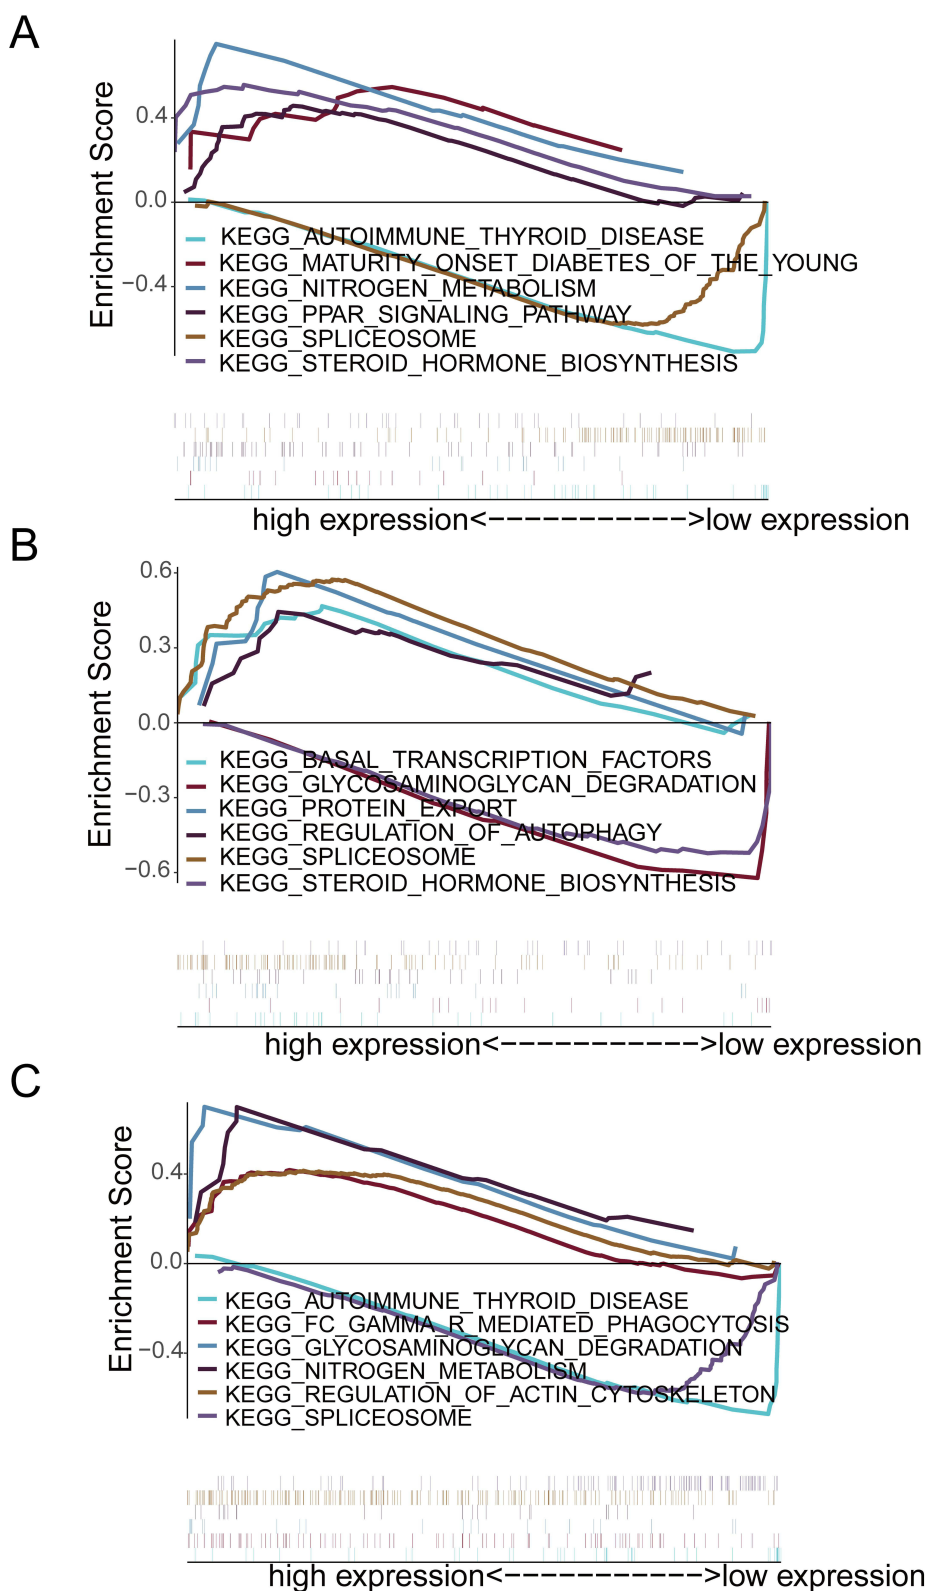 A
Enrichment Score
0.4
0.0
−0.4
KEGG_AUTOIMMUNE_THYROID_DISEASE
KEGG_MATURITY_ONSET_DIABETES_OF_THE_YOUNG
KEGG_NITROGEN_METABOLISM
KEGG_PPAR_SIGNALING_PATHWAY
KEGG_SPLICEOSOME
KEGG_STEROID_HORMONE_BIOSYNTHESIS
high expression<−−−−−−−−−−−>low expression
B
Enrichment Score
0.6
0.3
0.0
−0.3
−0.6
KEGG_BASAL_TRANSCRIPTION_FACTORS
KEGG_GLYCOSAMINOGLYCAN_DEGRADATION
KEGG_PROTEIN_EXPORT
KEGG_REGULATION_OF_AUTOPHAGY
KEGG_SPLICEOSOME
KEGG_STEROID_HORMONE_BIOSYNTHESIS
high expression<−−−−−−−−−−−>low expression
C
Enrichment Score
0.4
0.0
−0.4
KEGG_AUTOIMMUNE_THYROID_DISEASE
KEGG_FC_GAMMA_R_MEDIATED_PHAGOCYTOSIS
KEGG_GLYCOSAMINOGLYCAN_DEGRADATION
KEGG_NITROGEN_METABOLISM
KEGG_REGULATION_OF_ACTIN_CYTOSKELETON
KEGG_SPLICEOSOME
high expression<−−−−−−−−−−−>low expression